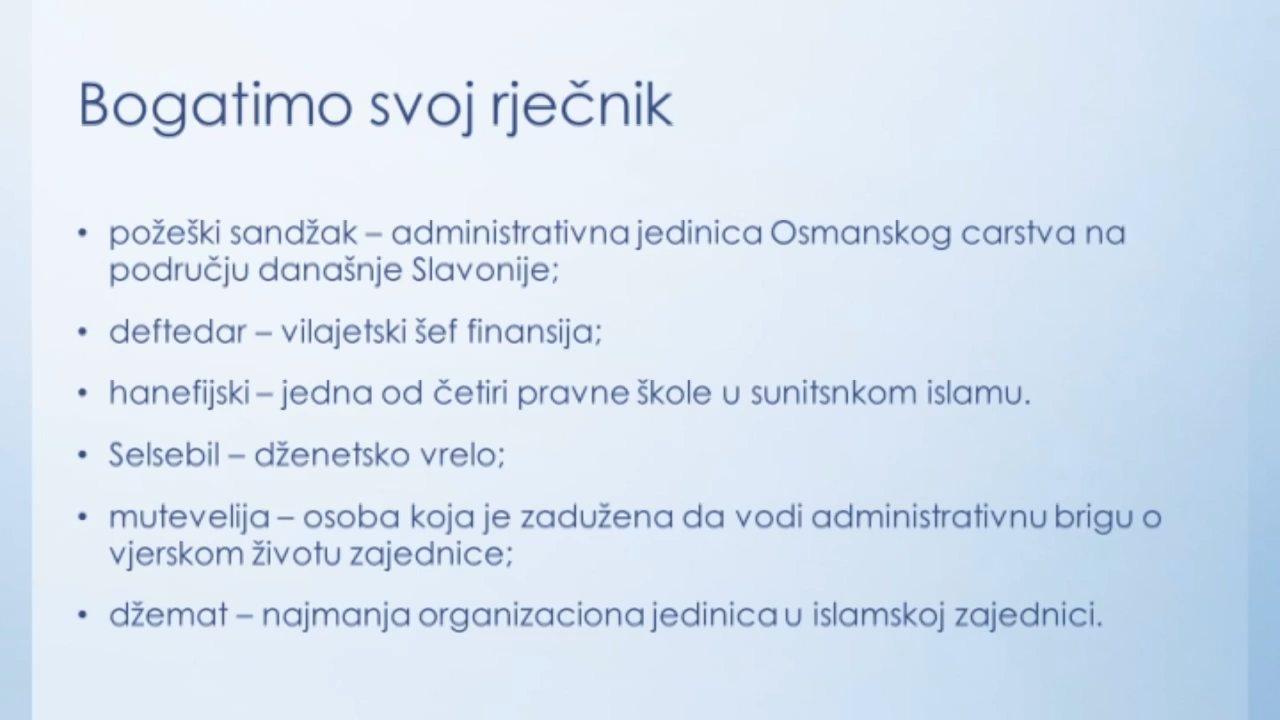 Bogatimo svoj rječnik
• požeški sandžak – administrativna jedinica Osmanskog carstva na
području današnje Slavonije;
• deftedar – vilajetski šef finansija;
• hanefijski – jedna od četiri pravne škole u sunitsnkom islamu.
• Selsebil – dženetsko vrelo;
• mutevelija – osoba koja je zadužena da vodi administrativnu brigu o
vjerskom životu zajednice;
• džemat – najmanja organizaciona jedinica u islamskoj zajednici.